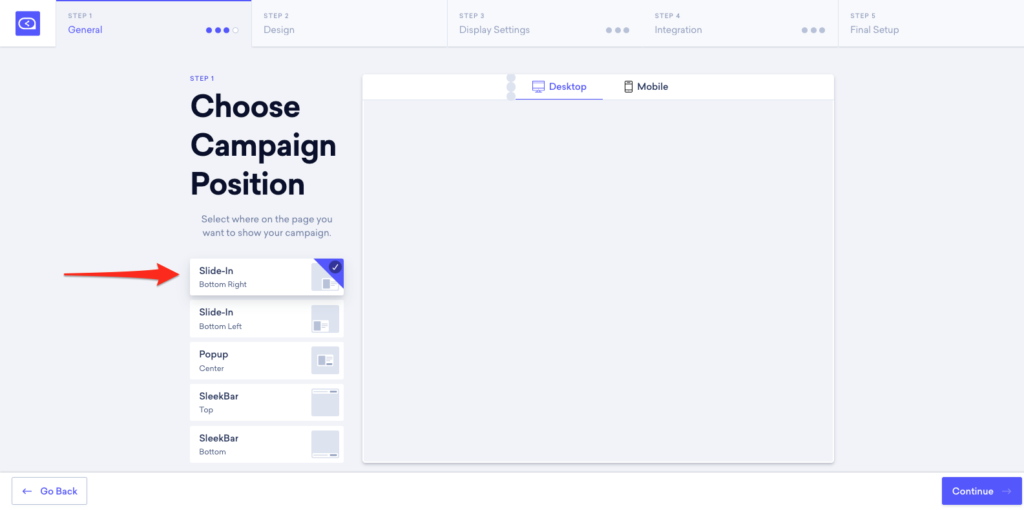 STEP 1
General
STEP 2
Design
STEP 3
Display Settings
STEP 4
Integration
STEP 5
Final Setup
STEP 1
Choose
Campaign
Position
Select where on the page you
want to show your campaign.
Slide-In
Bottom Right
Slide-In
Bottom Left
Popup
Center
SleekBar
Top
SleekBar
Bottom
Desktop
Mobile
← Go Back
Continue →